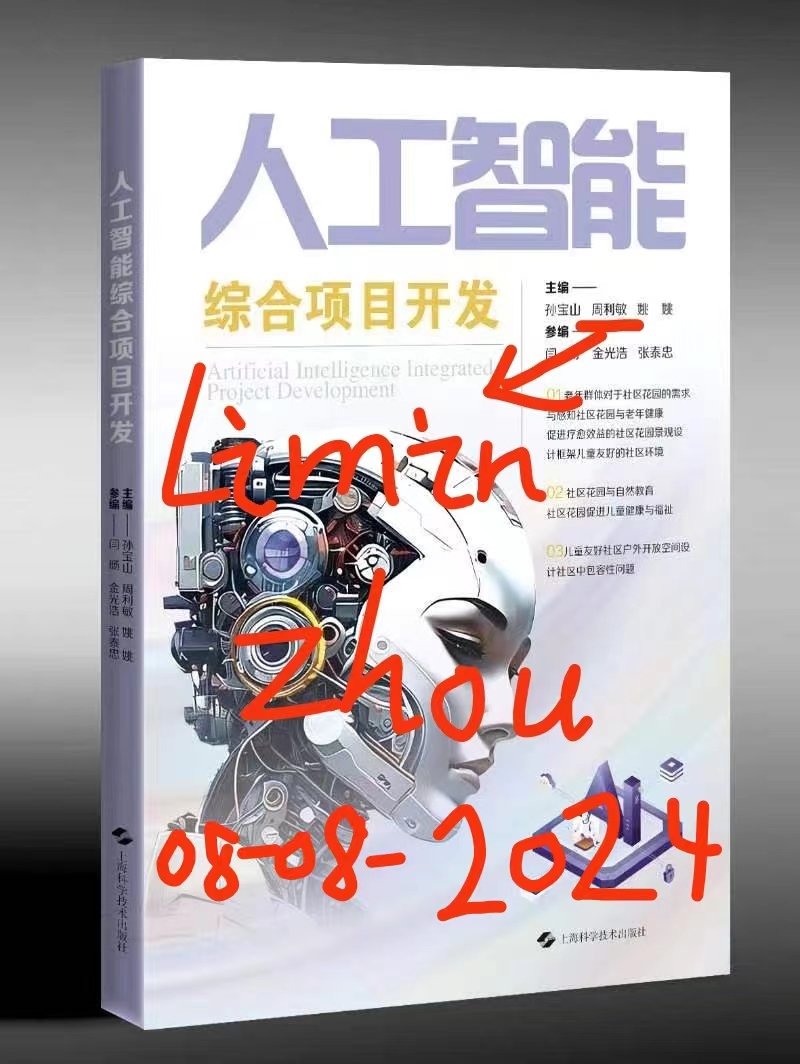 人工智能
综合项目开发
Artificial Intelligence Integrated
Project Development
主编——
孙宝山 周利敏 姚
参编—
闫 金光浩 张泰忠
01老年群体对于社区花园的需求
与感知社区花园与老年健康
促进疗愈效益的社区花园景观设
计框架儿童友好的社区环境
02社区花园与自然教育
社区花园促进儿童健康与福祉
03儿童友好社区户外开放空间设
计社区中包容性问题
Limin
zhou
08-08-2024
上海科学技术出版社
人工智能综合项目开发
主编——孙宝山 周利敏 姚
参编——闫 金光浩 张泰忠
上海科学技术出版社